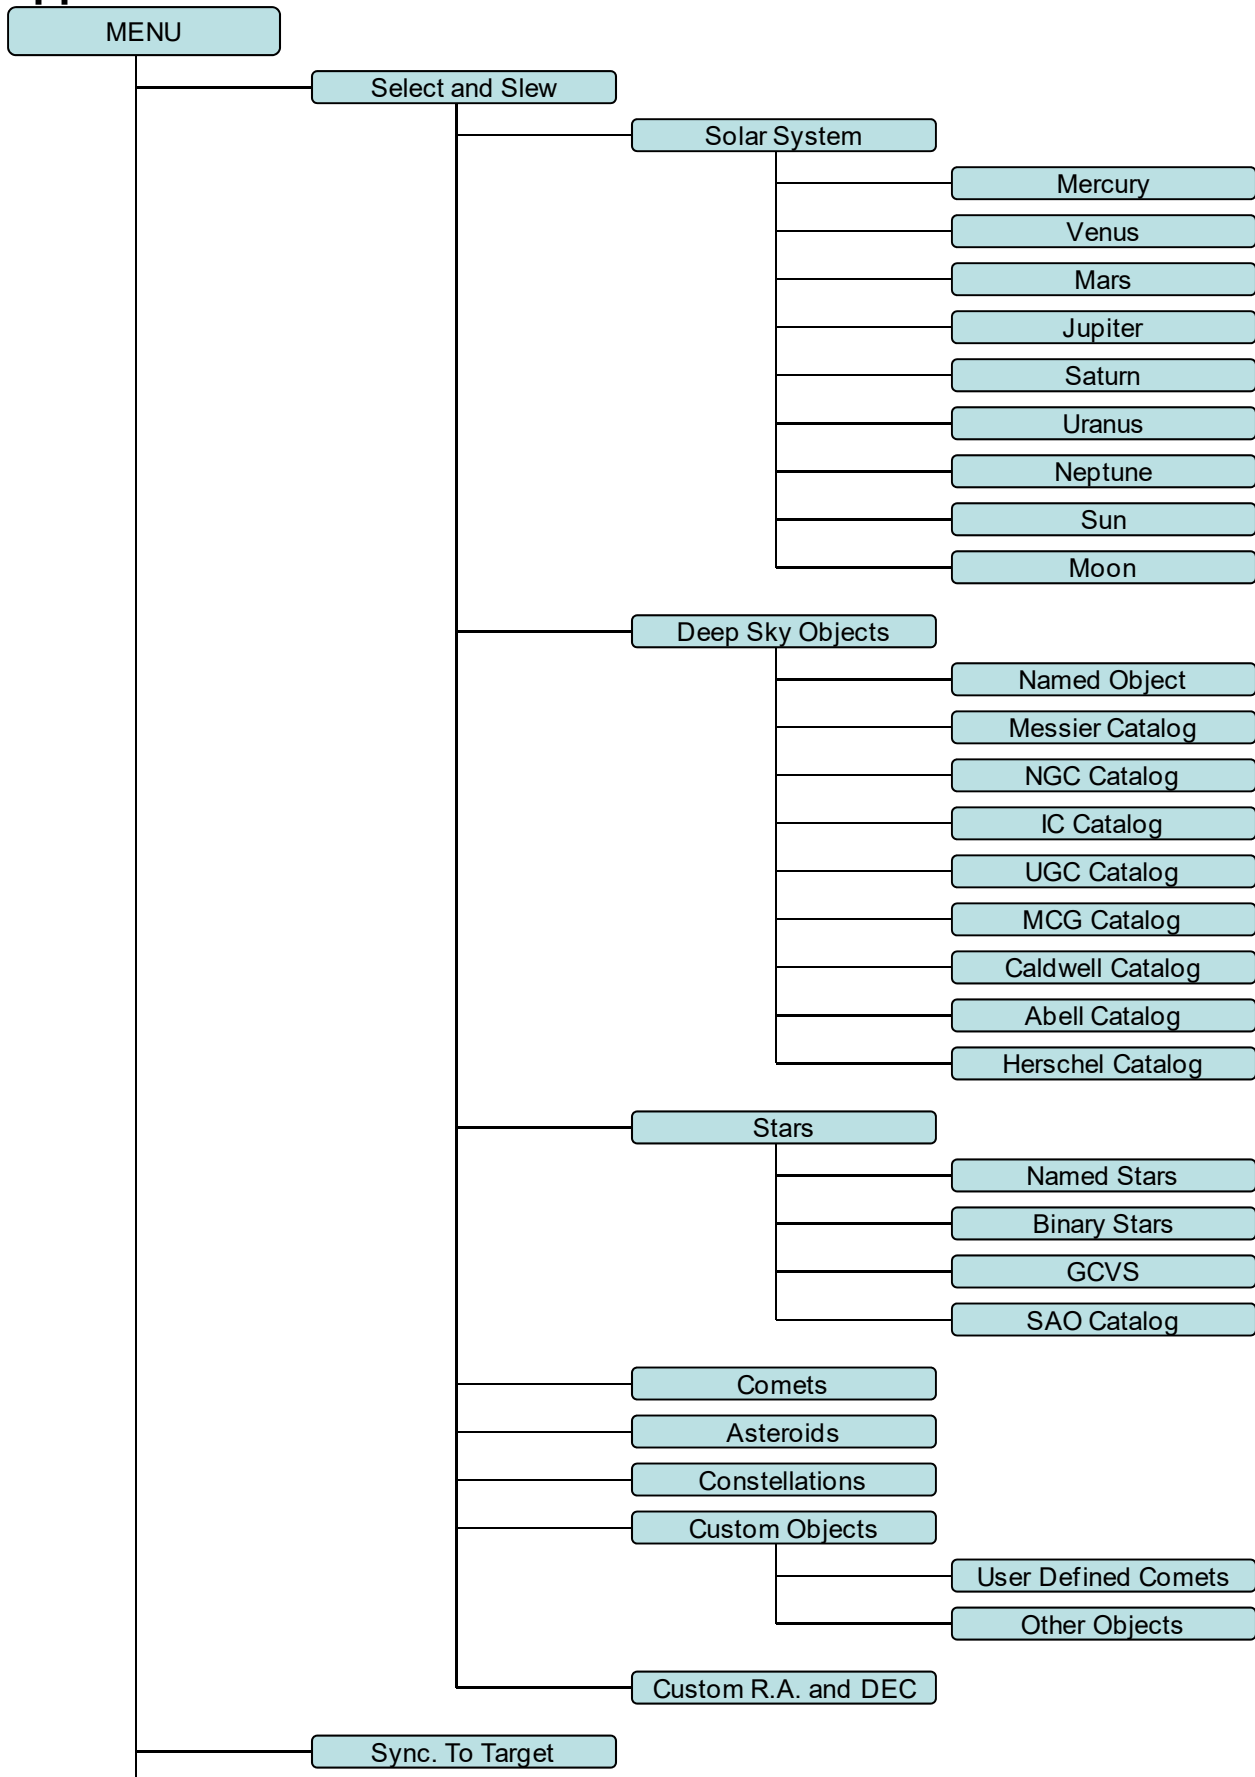 MENU
Select and Slew
Solar System
Mercury
Venus
Mars
Jupiter
Saturn
Uranus
Neptune
Sun
Moon
Deep Sky Objects
Named Object
Messier Catalog
NGC Catalog
IC Catalog
UGC Catalog
MCG Catalog
Caldwell Catalog
Abell Catalog
Herschel Catalog
Stars
Named Stars
Binary Stars
GCVS
SAO Catalog
Comets
Asteroids
Constellations
Custom Objects
User Defined Comets
Other Objects
Custom R.A. and DEC
Sync. To Target